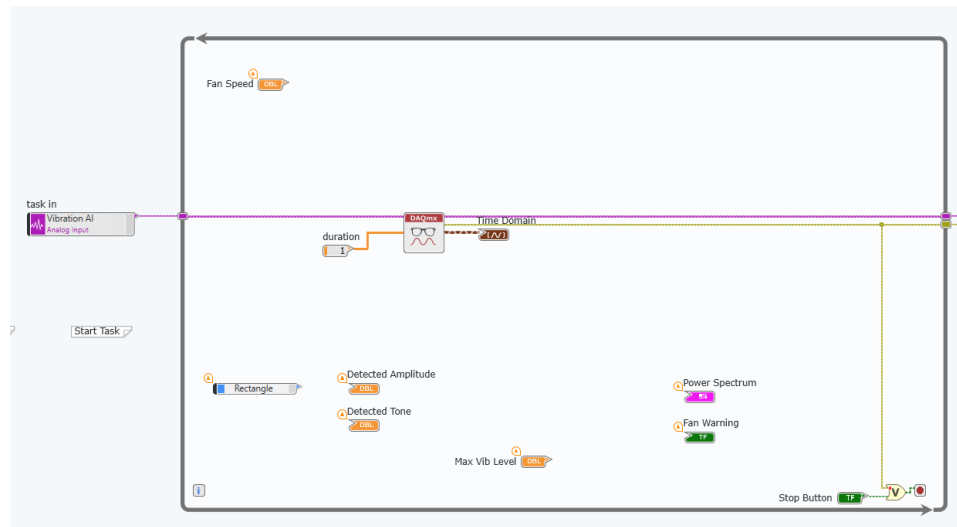 Fan Speed
DBL
task in
Vibration AI
Analog Input
DAQmx
Time Domain
duration
1
Start Task
Rectangle
Detected Amplitude
DBL
Detected Tone
DBL
Power Spectrum
Fan Warning
TF
Max Vib Level
DBL
i
Stop Button
TF
V